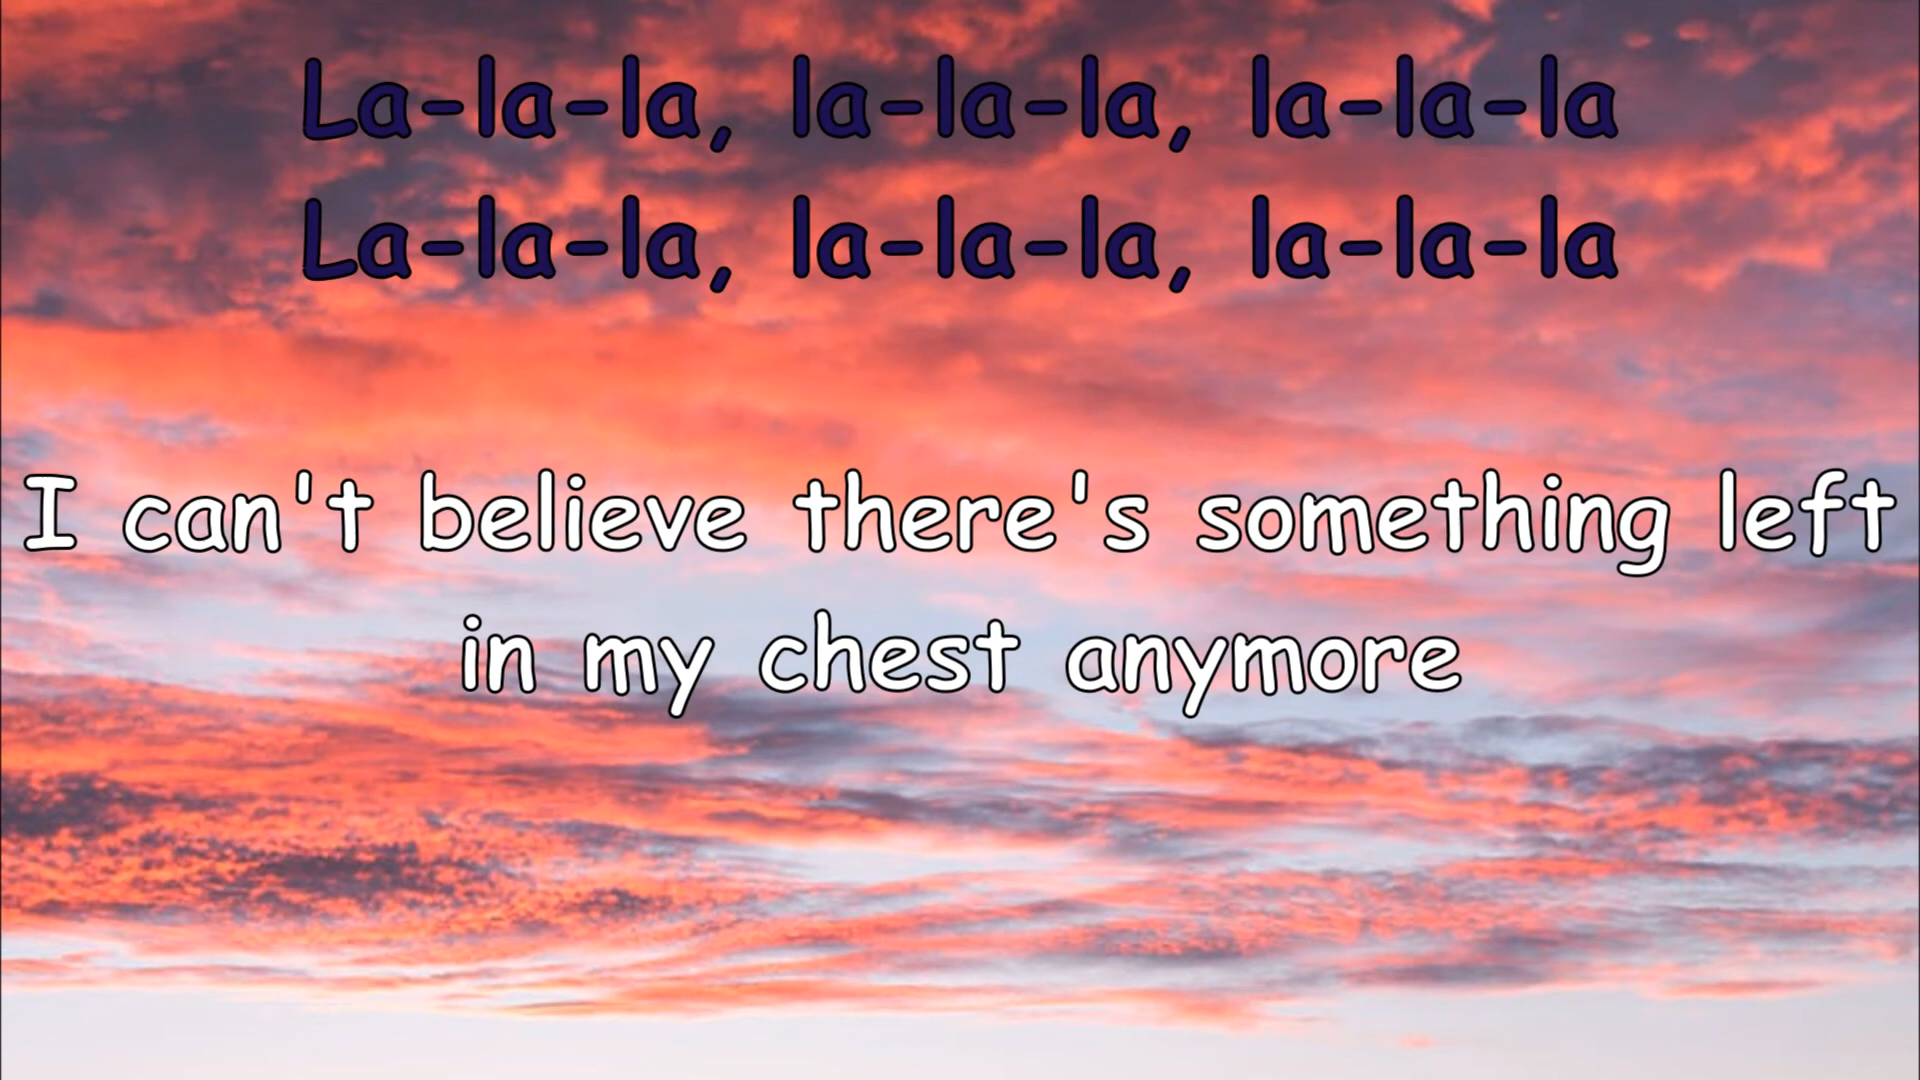 La-la-la, la-la-la, la-la-la
La-la-la, la-la-la, la-la-la
I can't believe there's something left
in my chest anymore